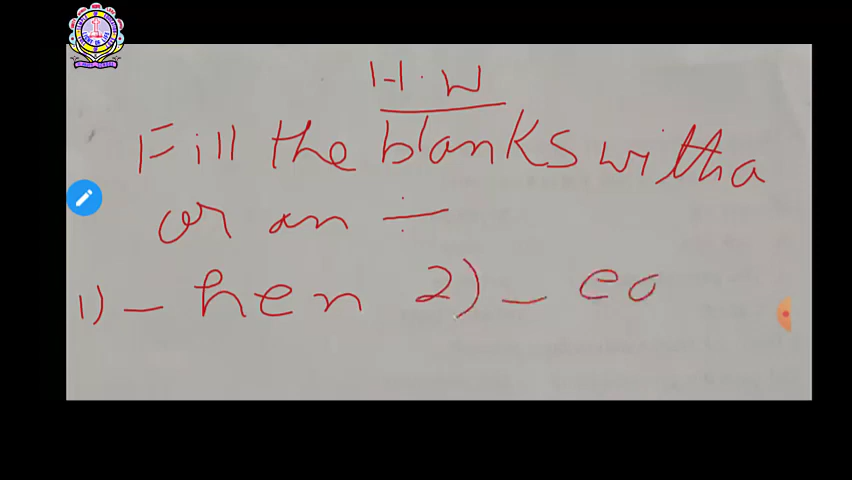 H.W
Fill the blanks with a
or an ÷
1) _ hen 2) _ eo